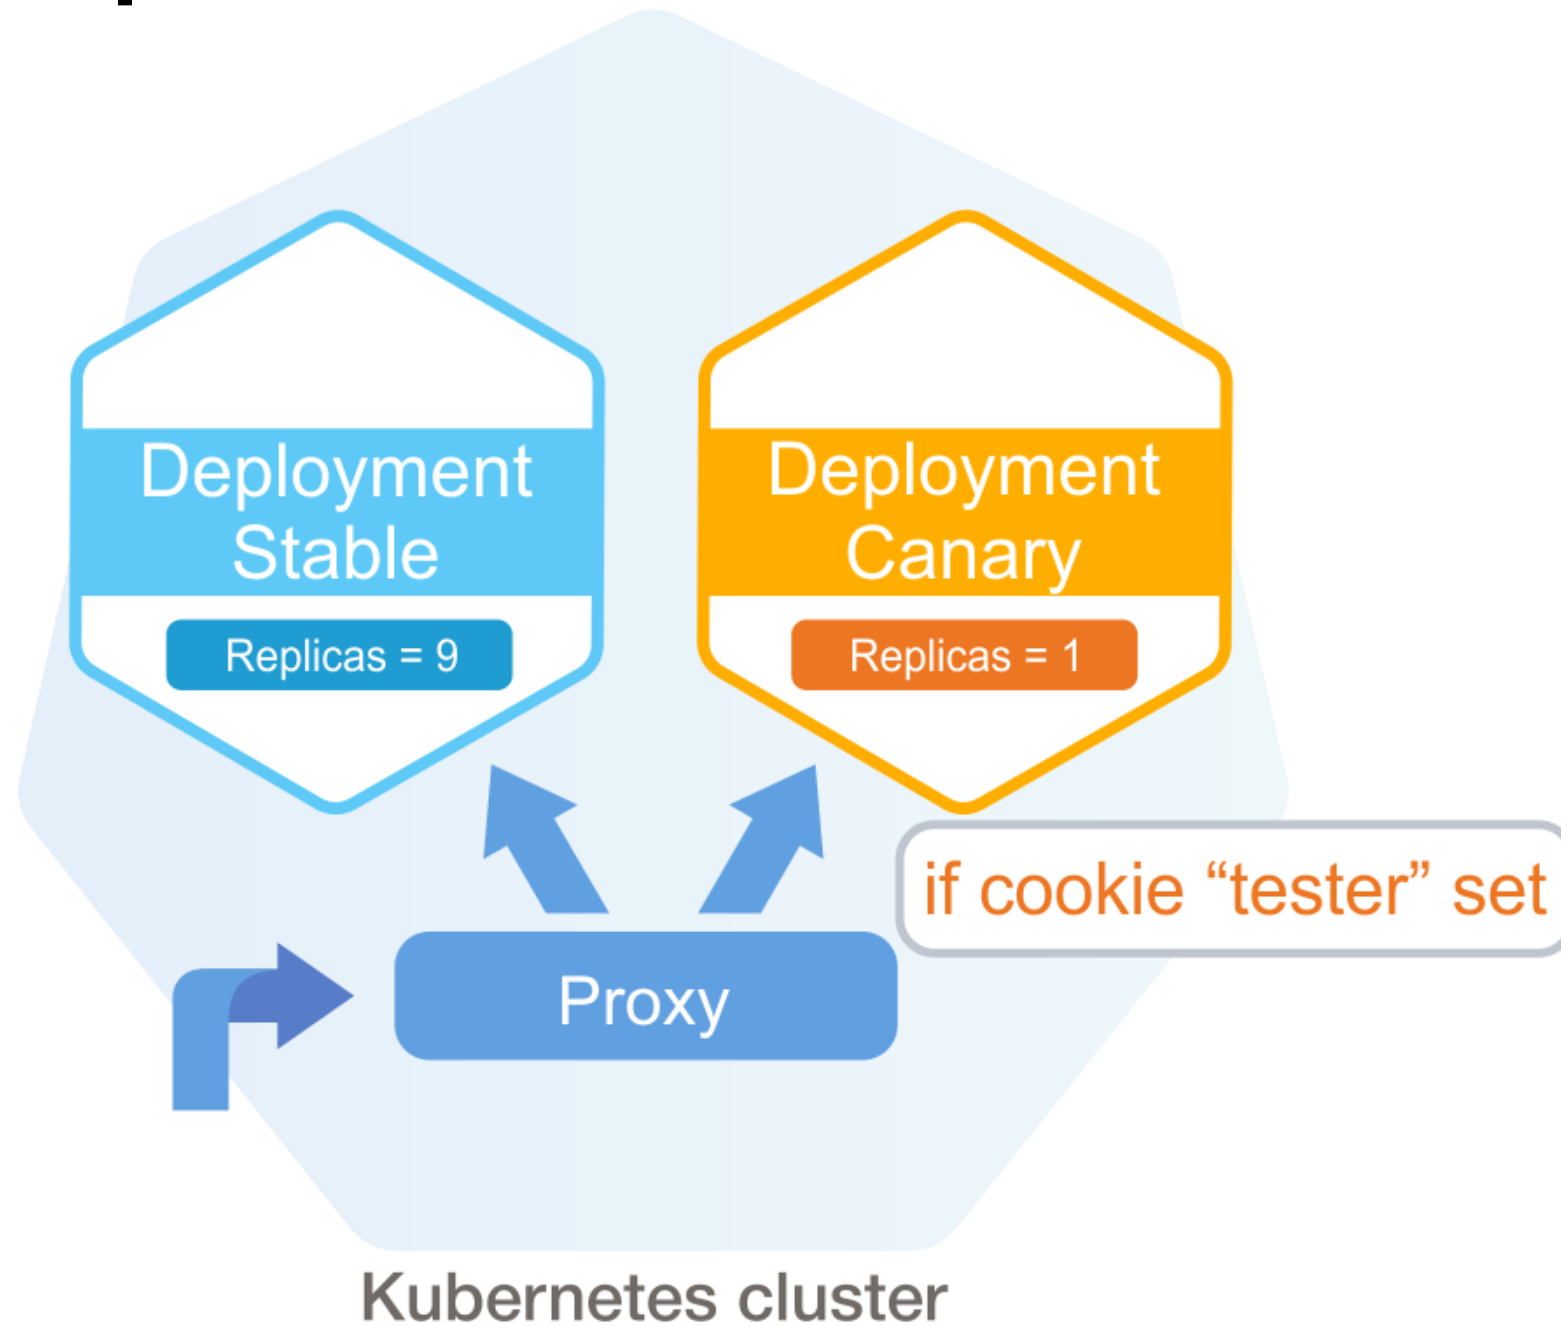 Deployment
Stable
Replicas = 9
Deployment
Canary
Replicas = 1
if cookie “tester” set
Proxy
Kubernetes cluster